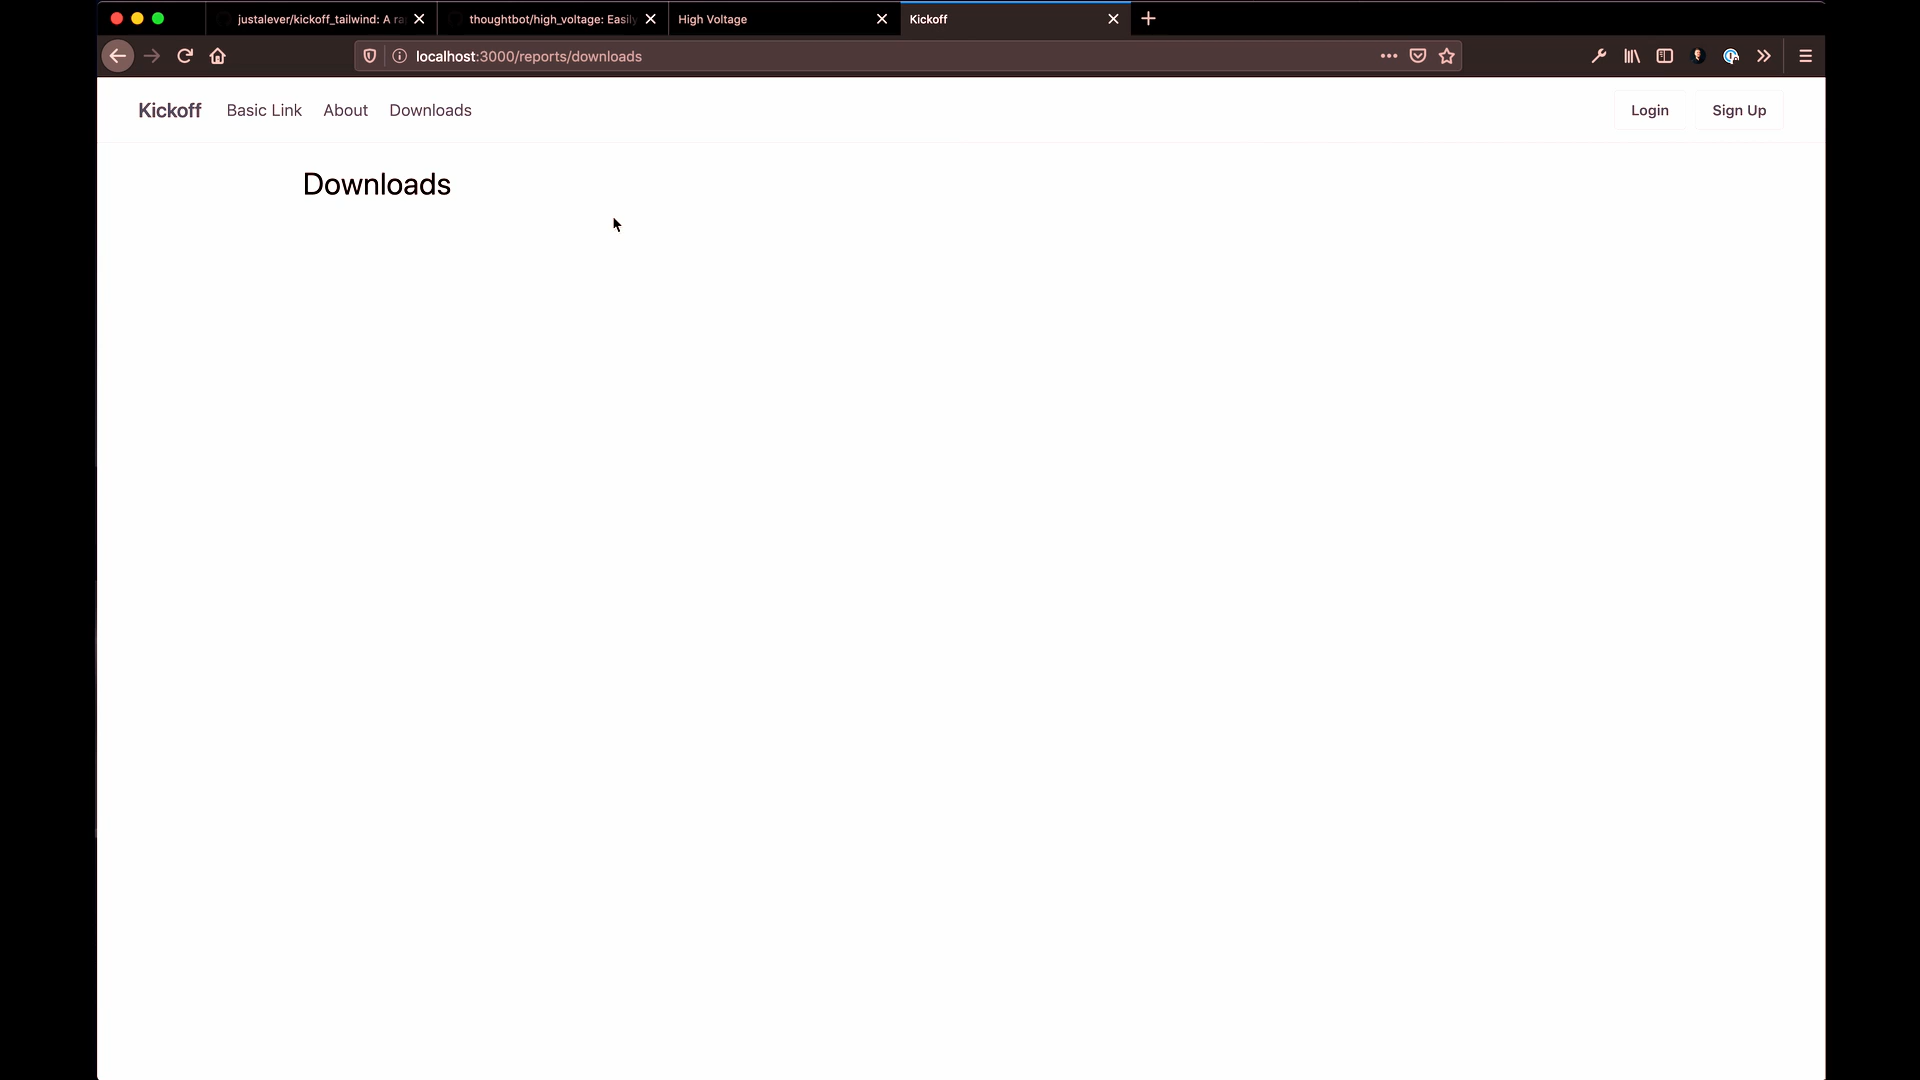 justalever/kickoff_tailwind: A ra
thoughtbot/high_voltage: Easily
High Voltage
Kickoff
localhost:3000/reports/downloads
Kickoff Basic Link About Downloads Login Sign Up
Downloads